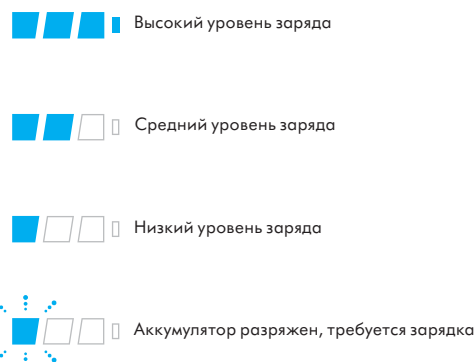 Высокий уровень заряда
Средний уровень заряда
Низкий уровень заряда
Аккумулятор разряжен, требуется зарядка